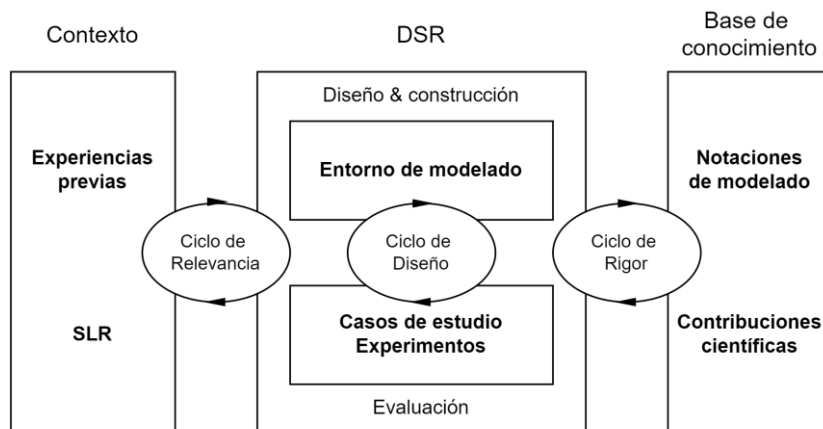 Contexto
DSR
Base de
conocimiento
Diseño & construcción
Experiencias
previas
Entorno de modelado
Notaciones
de modelado
Ciclo de
Relevancia
Ciclo de
Diseño
Ciclo de
Rigor
SLR
Casos de estudio
Experimentos
Contribuciones
científicas
Evaluación